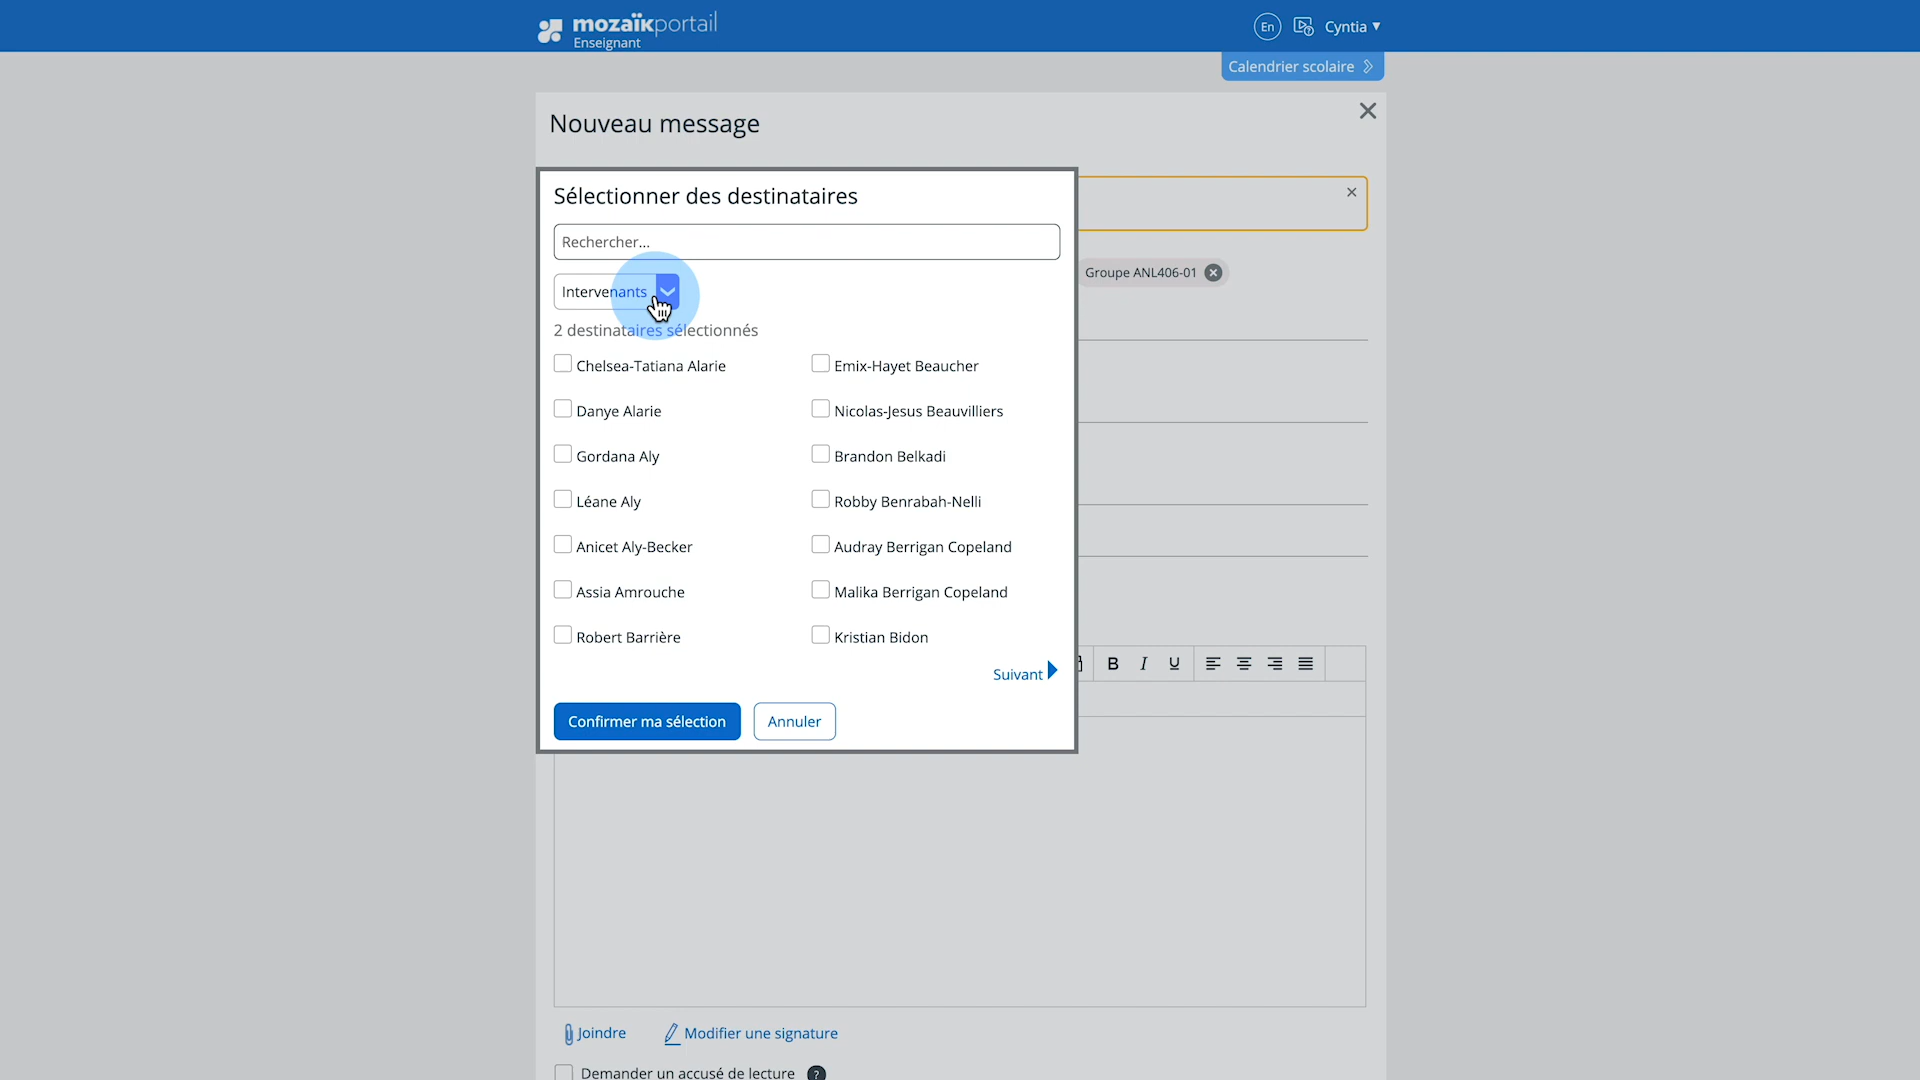 mozaïkportail
Enseignant
En
Cyntia
Calendrier scolaire
Nouveau message
Sélectionner des destinataires
Rechercher...
Groupe ANL406-01
Intervenants
2 destinataires sélectionnés
Chelsea-Tatiana Alarie
Emix-Hayet Beaucher
Danye Alarie
Nicolas-Jesus Beauvilliers
Gordana Aly
Brandon Belkadi
Léane Aly
Robby Benrabah-Nelli
Anicet Aly-Becker
Audray Berrigan Copeland
Assia Amrouche
Malika Berrigan Copeland
Robert Barrière
Kristian Bidon
Suivant
B I U
Confirmer ma sélection
Annuler
Joindre
Modifier une signature
Demander un accusé de lecture ?